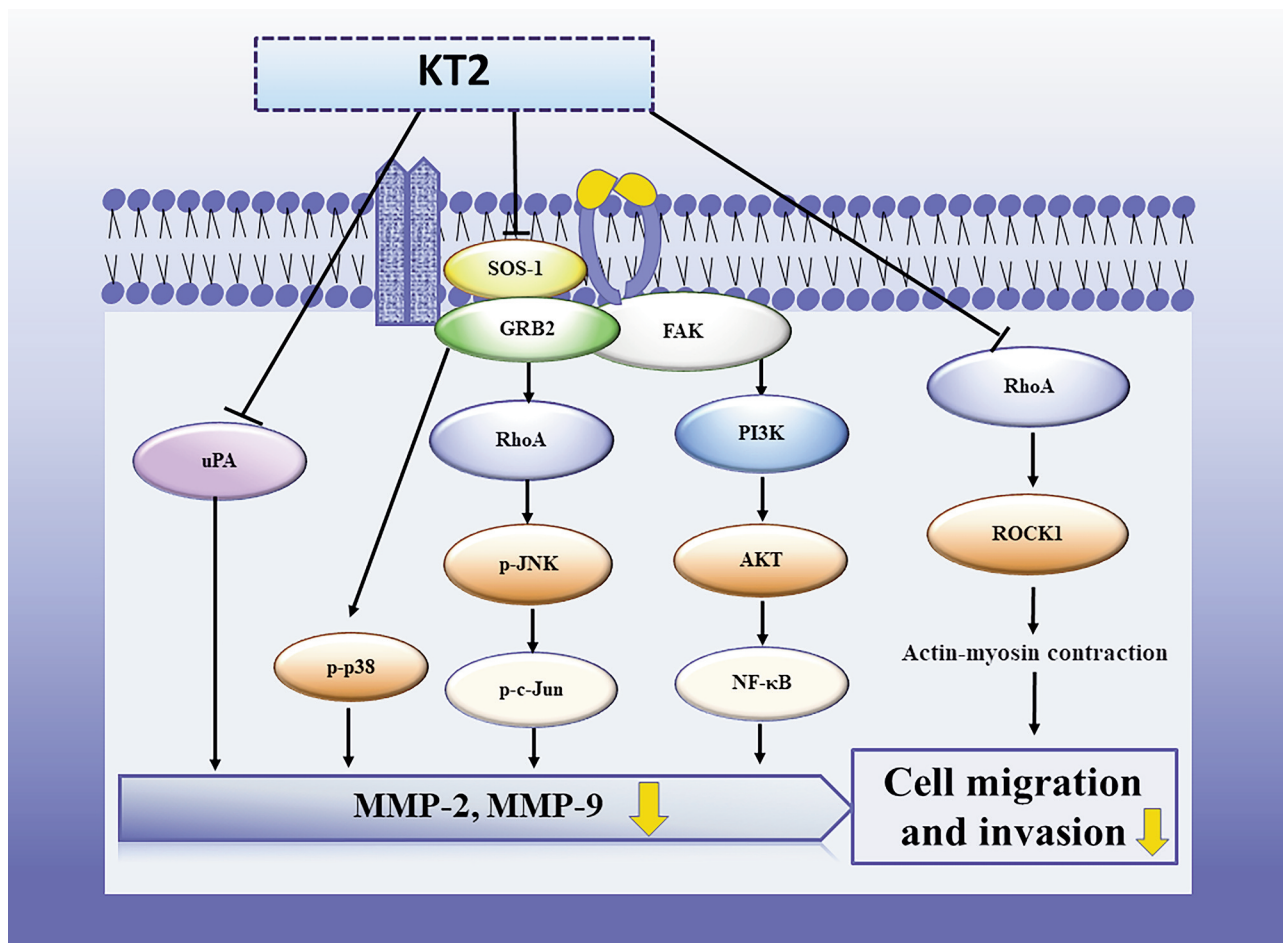 KT2
SOS-1
GRB2
FAK
RhoA
RhoA
PI3K
uPA
ROCK1
p-JNK
AKT
Actin-myosin contraction
p-p38
p-c-Jun
NF-κB
MMP-2, MMP-9
Cell migration
and invasion